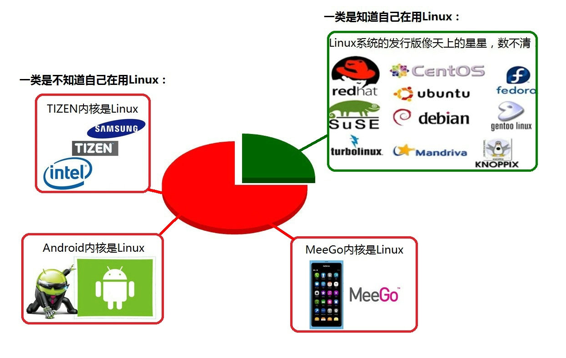 一类是知道自己在用Linux：
Linux系统的发行版像天上的星星，数不清
redhat
CentOS
fedora
ubuntu
SuSE
debian
gentoo linux
turbolinux
Mandriva
KNOPPIX
一类是不知道自己在用Linux：
TIZEN内核是Linux
SAMSUNG
TIZEN
intel
Android内核是Linux
MeeGo内核是Linux
MeeGo